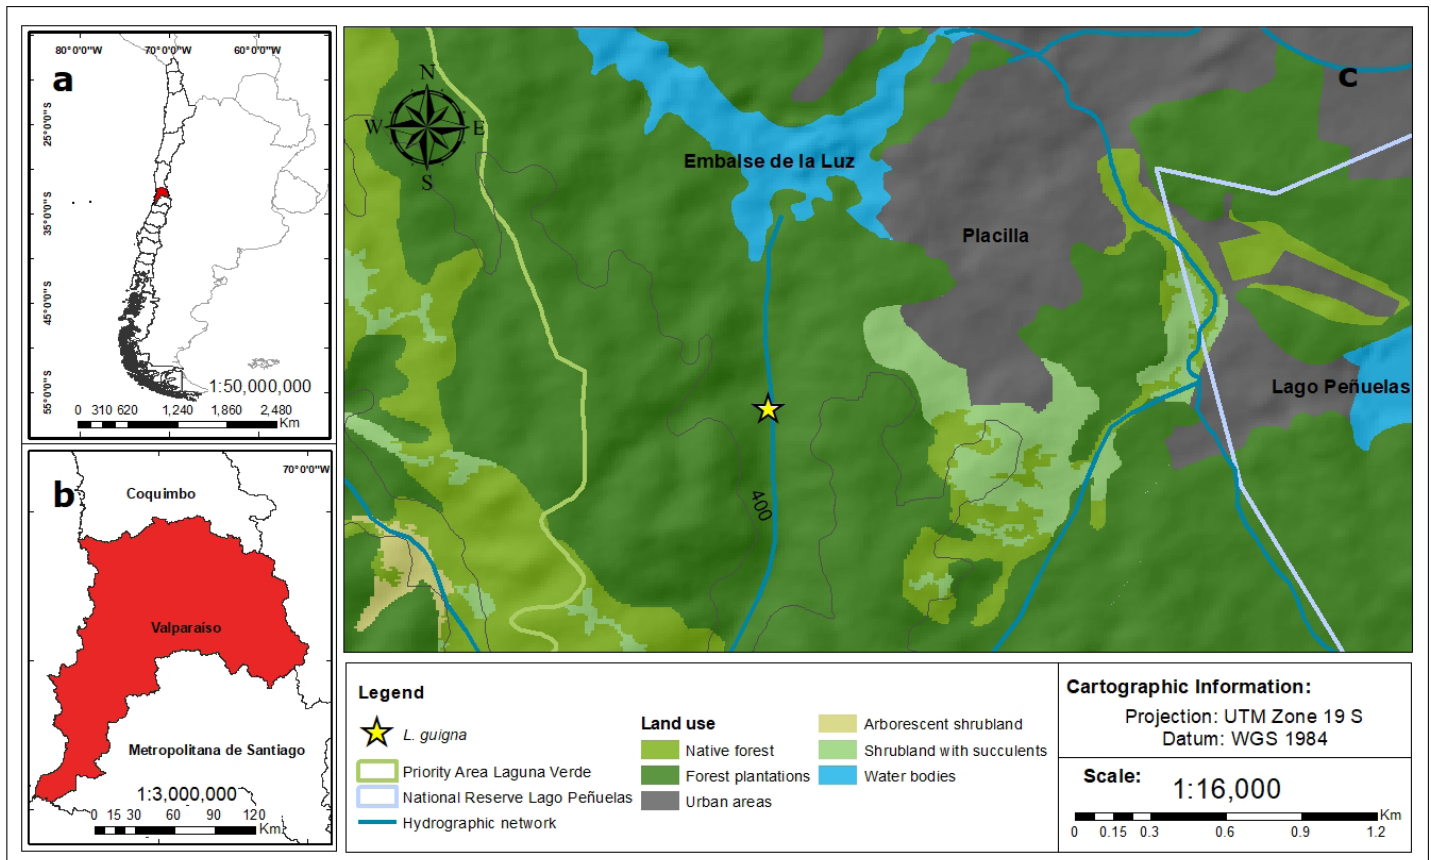 a
80°0'0"W 70°0'0"W 60°0'0"W
25°0'0"S
35°0'0"S
45°0'0"S
55°0'0"S
1:50,000,000
0 310 620 1,240 1,860 2,480
Km
b
70°0'0"W
Coquimbo
Valparaíso
Metropolitana de Santiago
1:3,000,000
0 15 30 60 90 120
Km
c
N
W E
S
Embalse de la Luz
Placilla
Lago Peñuelas
400
Legend
L. guigna
Priority Area Laguna Verde
National Reserve Lago Peñuelas
Hydrographic network
Land use
Native forest
Forest plantations
Urban areas
Arborescent shrubland
Shrubland with succulents
Water bodies
Cartographic Information:
Projection: UTM Zone 19 S
Datum: WGS 1984
Scale: 1:16,000
Km
0 0.15 0.3 0.6 0.9 1.2